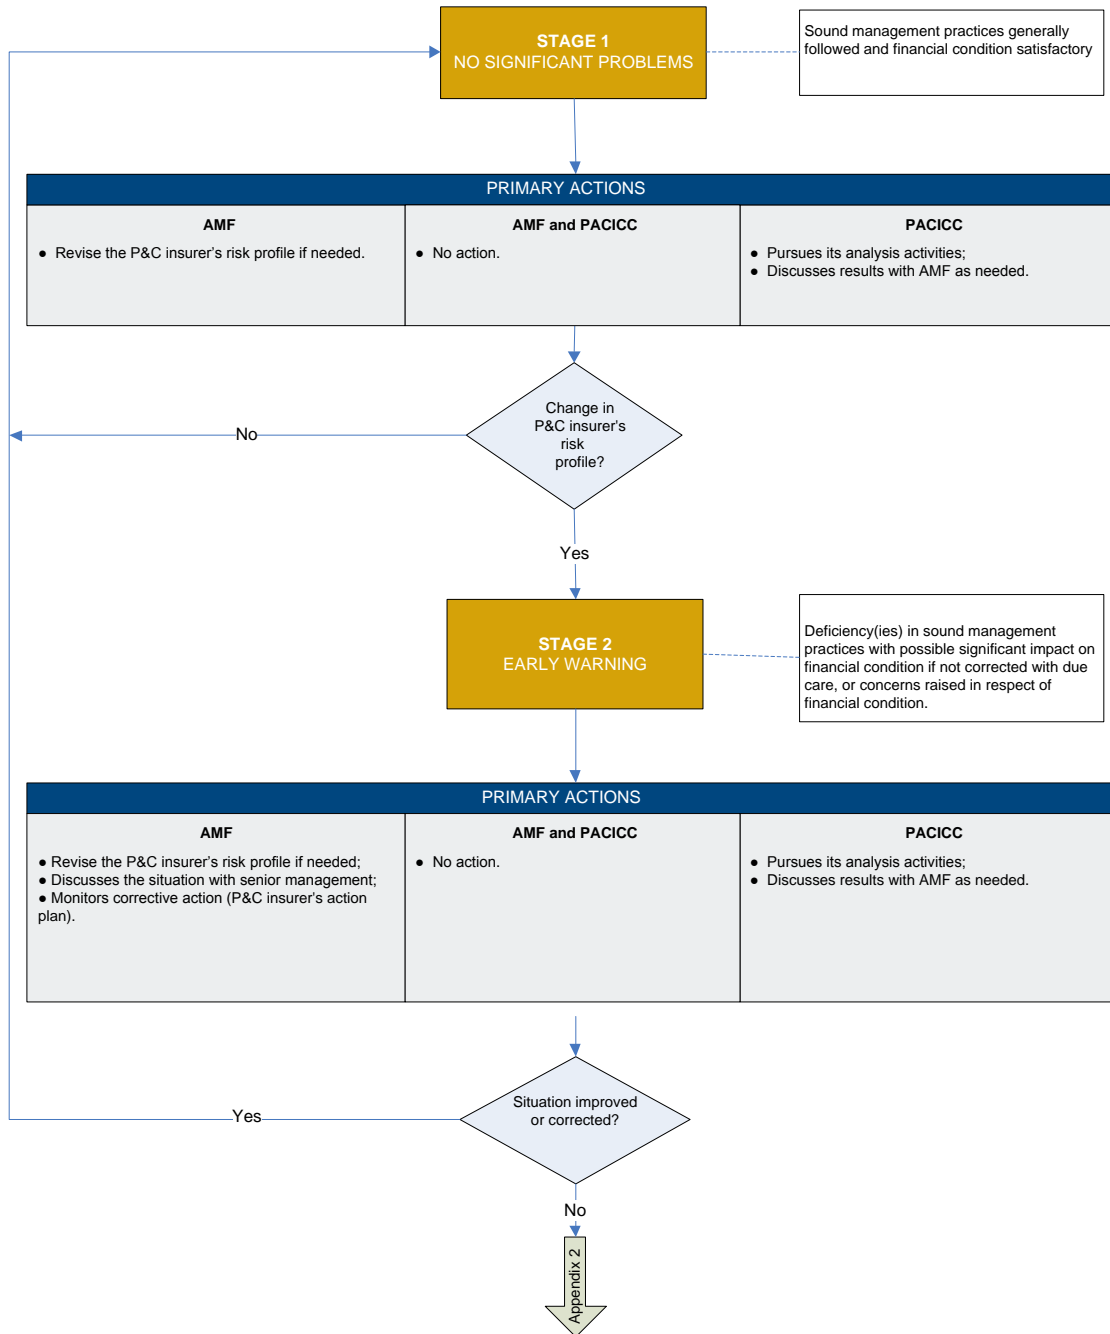 STAGE 1
NO SIGNIFICANT PROBLEMS
Sound management practices generally
followed and financial condition satisfactory
PRIMARY ACTIONS
AMF
● Revise the P&C insurer's risk profile if needed.
AMF and PACICC
● No action.
PACICC
● Pursues its analysis activities;
● Discusses results with AMF as needed.
Change in
P&C insurer's
risk
profile?
No
Yes
STAGE 2
EARLY WARNING
Deficiency(ies) in sound management
practices with possible significant impact on
financial condition if not corrected with due
care, or concerns raised in respect of
financial condition.
PRIMARY ACTIONS
AMF
● Revise the P&C insurer's risk profile if needed;
● Discusses the situation with senior management;
● Monitors corrective action (P&C insurer's action
plan).
AMF and PACICC
● No action.
PACICC
● Pursues its analysis activities;
● Discusses results with AMF as needed.
Situation improved
or corrected?
Yes
No
Appendix 2